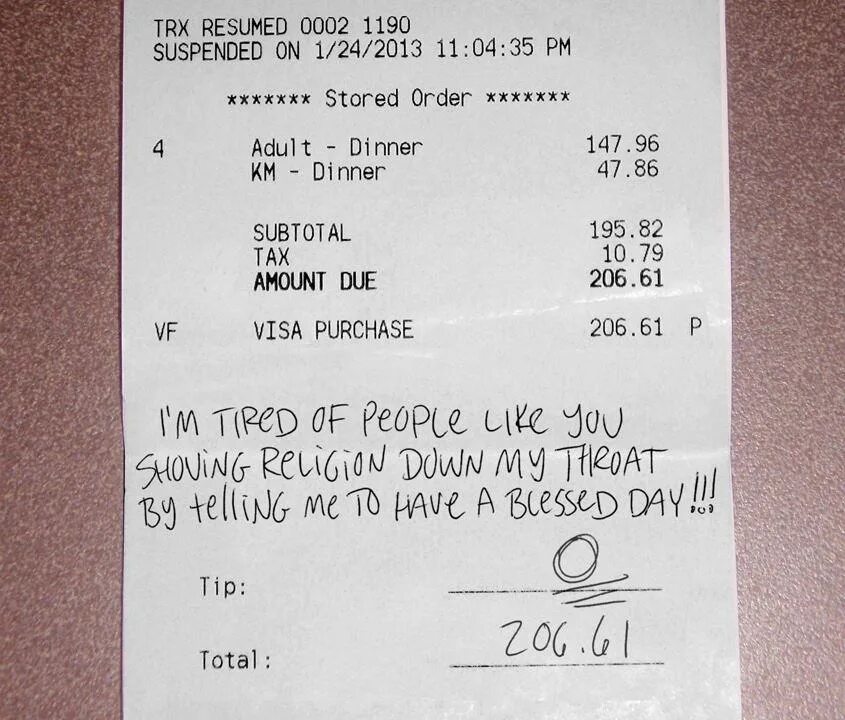 TRX RESUMED 0002 1190
SUSPENDED ON 1/24/2013 11:04:35 PM
******* Stored Order *******
4 Adult - Dinner 147.96
KM - Dinner 47.86
SUBTOTAL 195.82
TAX 10.79
AMOUNT DUE 206.61
VF VISA PURCHASE 206.61 P
I'M TIRED OF PEOPLE LIKE YOU
SHOVING RELIGION DOWN MY THROAT
BY tELLING ME TO HAVE A BLESSED DAY!!!
Tip: 0
Total: 206.61